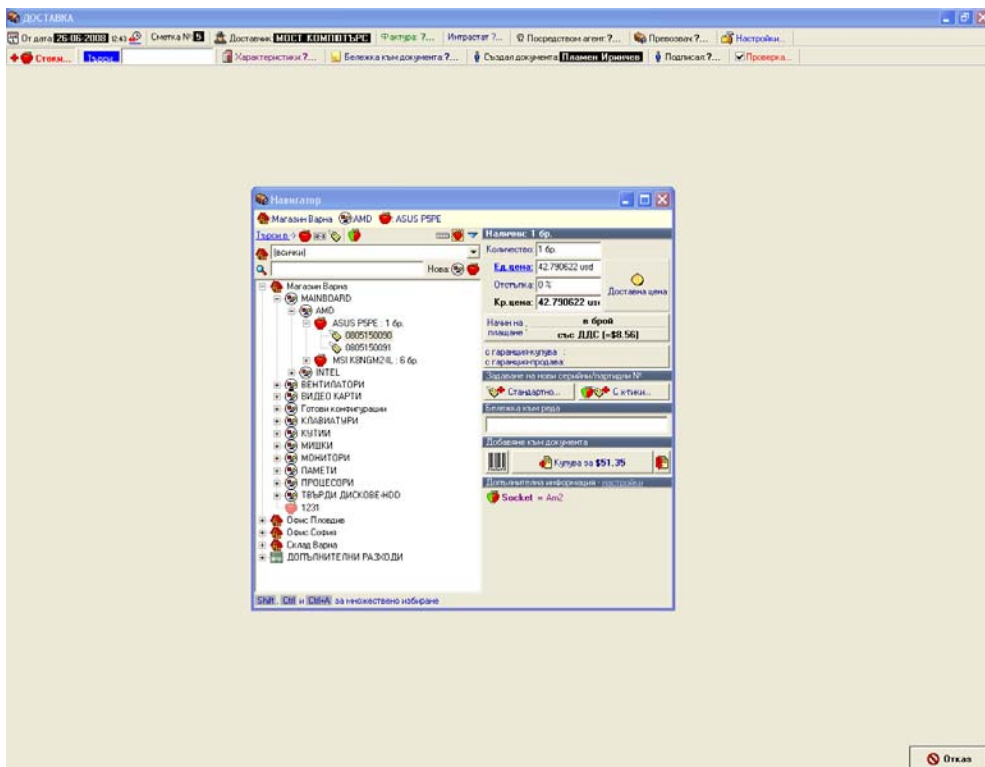 ДОСТАВКА
От дата 26-06-2008 12:43 Сметка № 5 Доставчик МОСТ КОМПЮТЪРС Фактура: ?... Интрастат ?... Посредством агент: ?... Превозвач: ?... Настройки...
Стоки... Търси Характеристики: ?... Бележка към документа: ?... Създал документа: Пламен Иринчев Подписал: ?... Проверка...
Навигатор
Магазин Варна AMD ASUS P5PE
Търси в Налични: 1 бр.
(всички) Количество: 1 бр.
Нова: Ед.цена: 42.790622 usd
Отстъпка: 0 % Доставна цена
Кр.цена: 42.790622 usd
Магазин Варна
MAINBOARD
AMD
ASUS P5PE : 1 бр.
0805150090
0805150091
MSI K8NGM2-IL : 6 бр.
INTEL
ВЕНТИЛАТОРИ
ВИДЕО КАРТИ
Готови конфигурации
КЛАВИАТУРИ
КУТИИ
МИШКИ
МОНИТОРИ
ПАМЕТИ
ПРОЦЕСОРИ
ТВЪРДИ ДИСКОВЕ-HDD
1231
Офис Пловдив
Офис София
Склад Варна
ДОПЪЛНИТЕЛНИ РАЗХОДИ
Shift, Ctrl и Ctrl+A за множествено избиране
Начин на плащане в брой
със ДДС (=$8.56)
с гаранция-купува :
с гаранция-продава:
Задаване на нови серийни/партидни №
Стандартно... С етики...
Бележка към реда
Добавяне към документа
Купува за $51,35
Допълнителна информация - настройки
Socket = Am2
Отказ